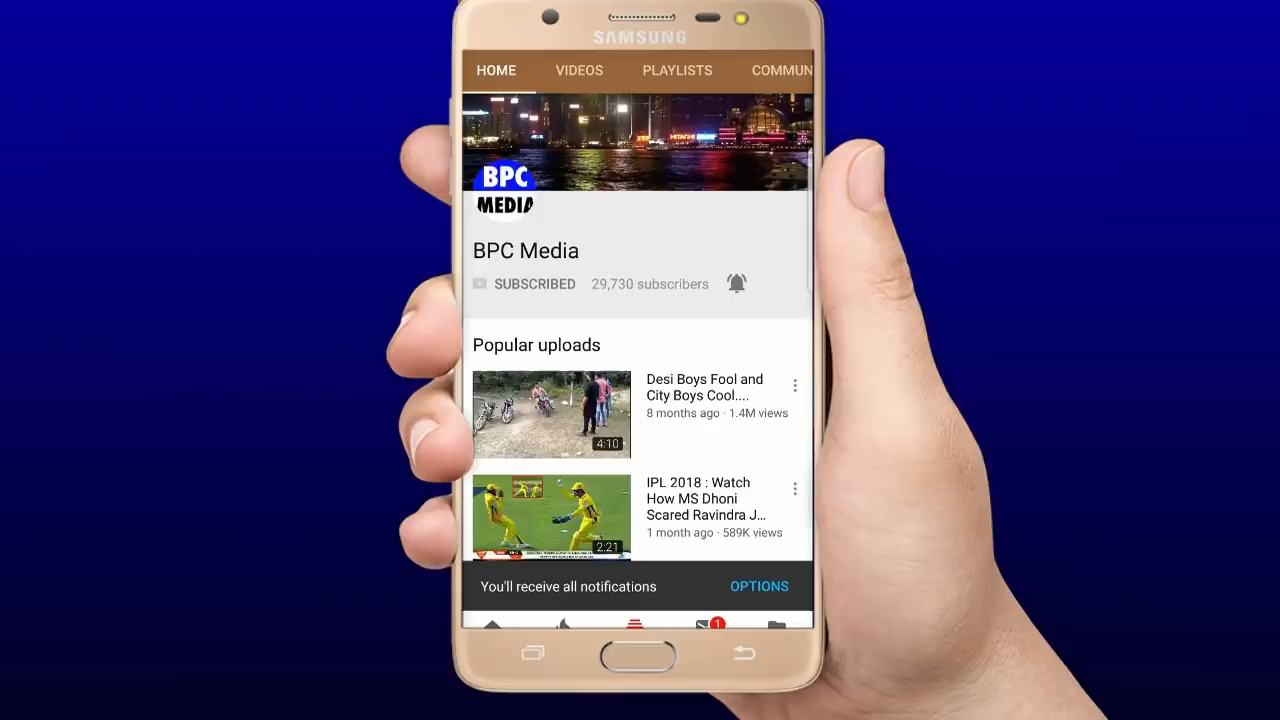 SAMSUNG
HOME VIDEOS PLAYLISTS COMMUN
HITACHI
BPC
MEDIA
BPC Media
SUBSCRIBED 29,730 subscribers
Popular uploads
Desi Boys Fool and
City Boys Cool....
8 months ago · 1.4M views
4:10
IPL 2018 : Watch
How MS Dhoni
Scared Ravindra J...
1 month ago · 589K views
2:21
You'll receive all notifications OPTIONS
1